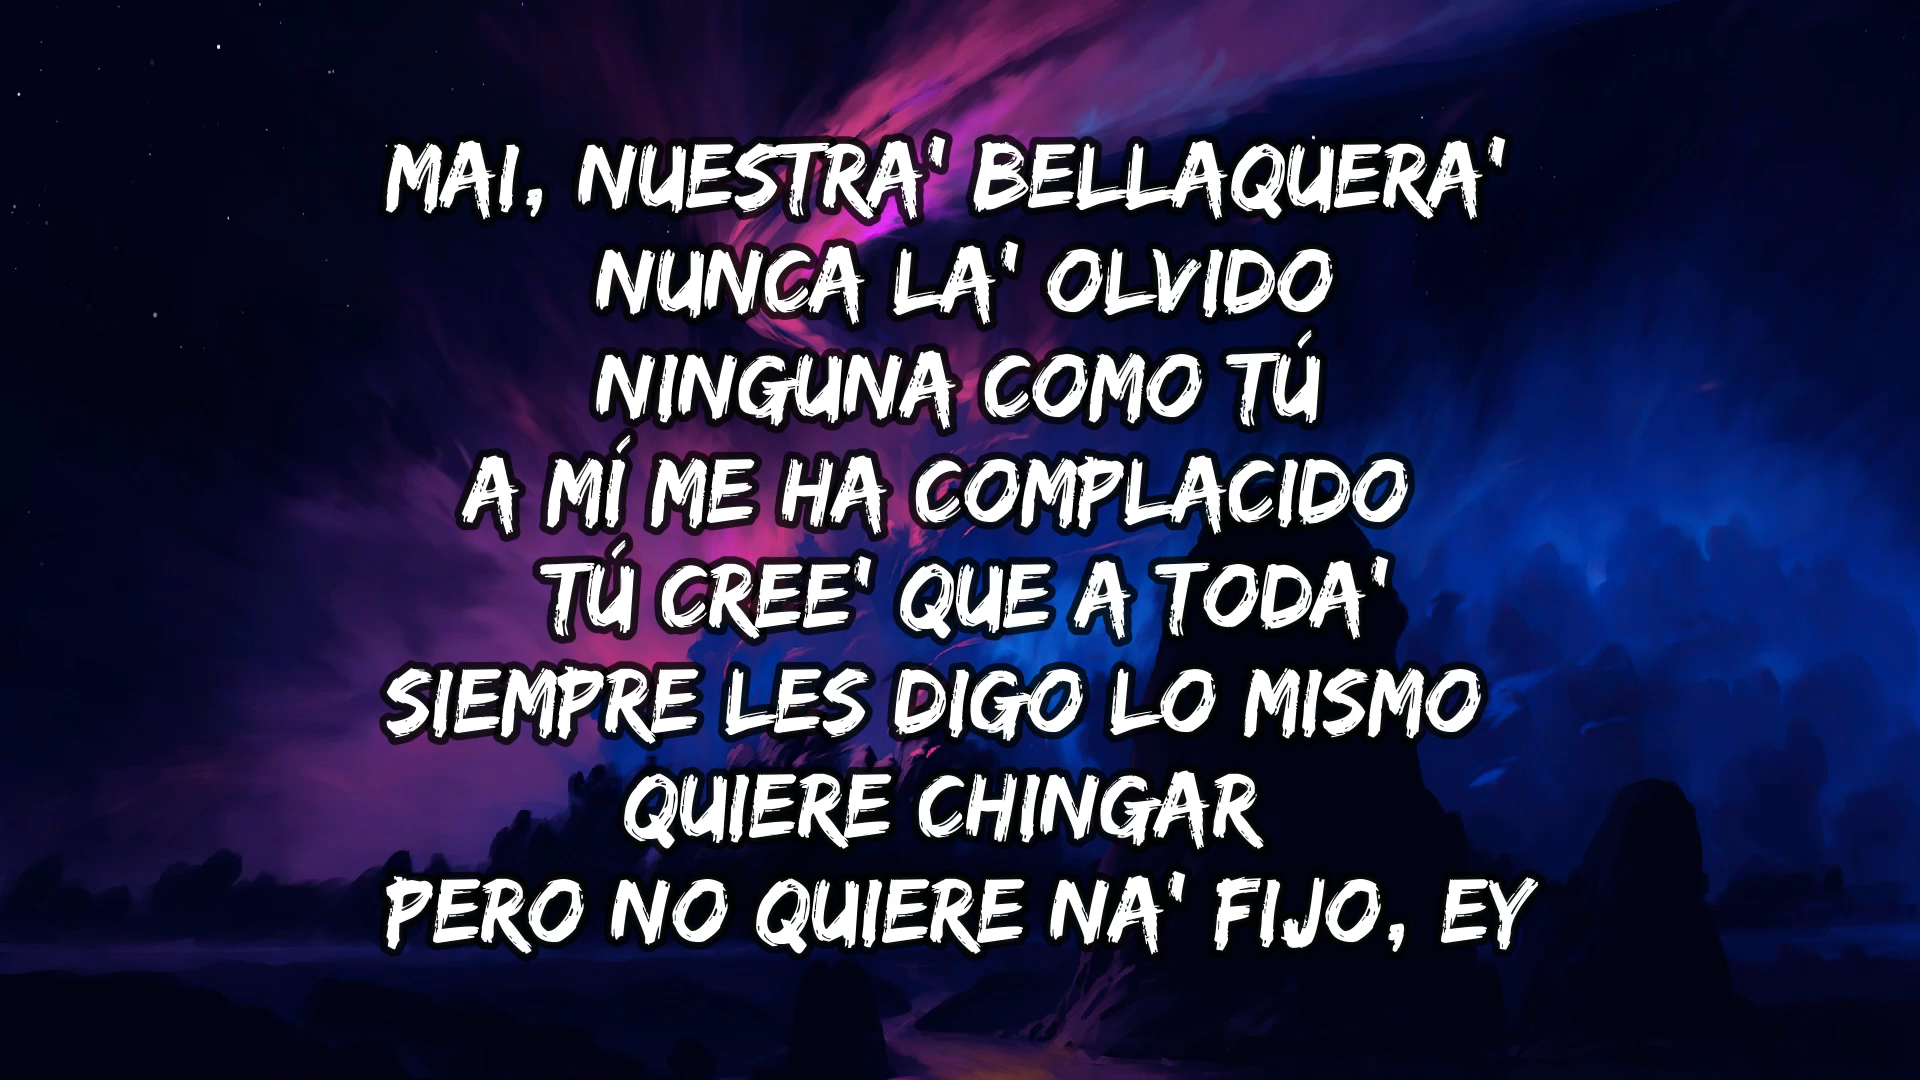 MAI, NUESTRA' BELLAQUERA'
NUNCA LA' OLVIDO
NINGUNA COMO TÚ
A MÍ ME HA COMPLACIDO
TÚ CREE' QUE A TODA'
SIEMPRE LES DIGO LO MISMO
QUIERE CHINGAR
PERO NO QUIERE NA' FIJO, EY